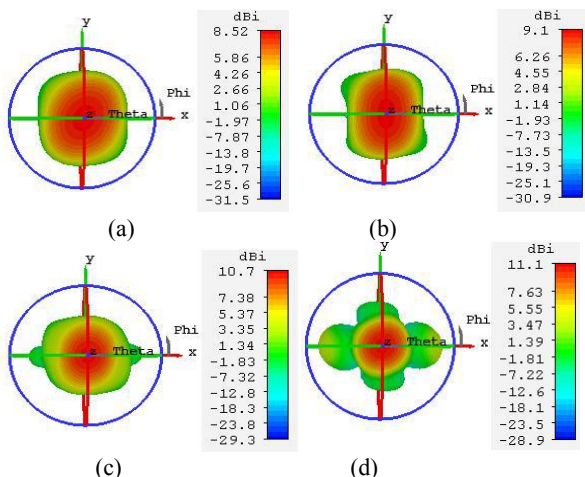 dBi
8.52
5.86
4.26
2.66
1.06
-1.97
-7.87
-13.8
-19.7
-25.6
-31.5
y
Phi
z Theta x
(a)
dBi
9.1
6.26
4.55
2.84
1.14
-1.93
-7.73
-13.5
-19.3
-25.1
-30.9
y
Phi
z Theta x
(b)
dBi
10.7
7.38
5.37
3.35
1.34
-1.83
-7.32
-12.8
-18.3
-23.8
-29.3
y
Phi
z Theta x
(c)
dBi
11.1
7.63
5.55
3.47
1.39
-1.81
-7.22
-12.6
-18.1
-23.5
-28.9
y
Phi
z Theta x
(d)